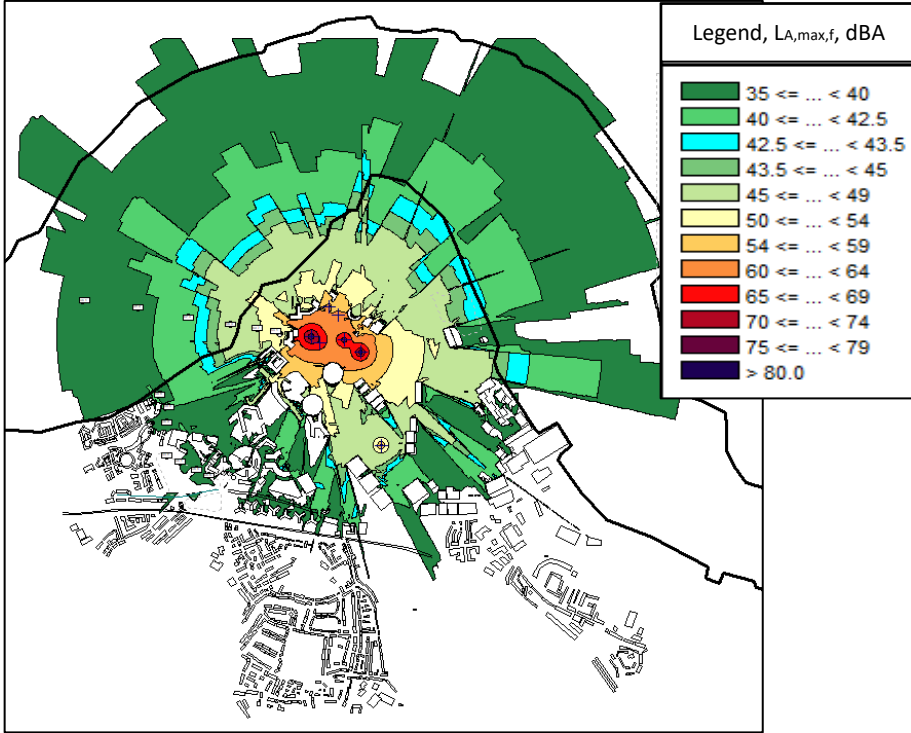 Legend, LA,max,f, dBA
35 <= ... < 40
40 <= ... < 42.5
42.5 <= ... < 43.5
43.5 <= ... < 45
45 <= ... < 49
50 <= ... < 54
54 <= ... < 59
60 <= ... < 64
65 <= ... < 69
70 <= ... < 74
75 <= ... < 79
> 80.0